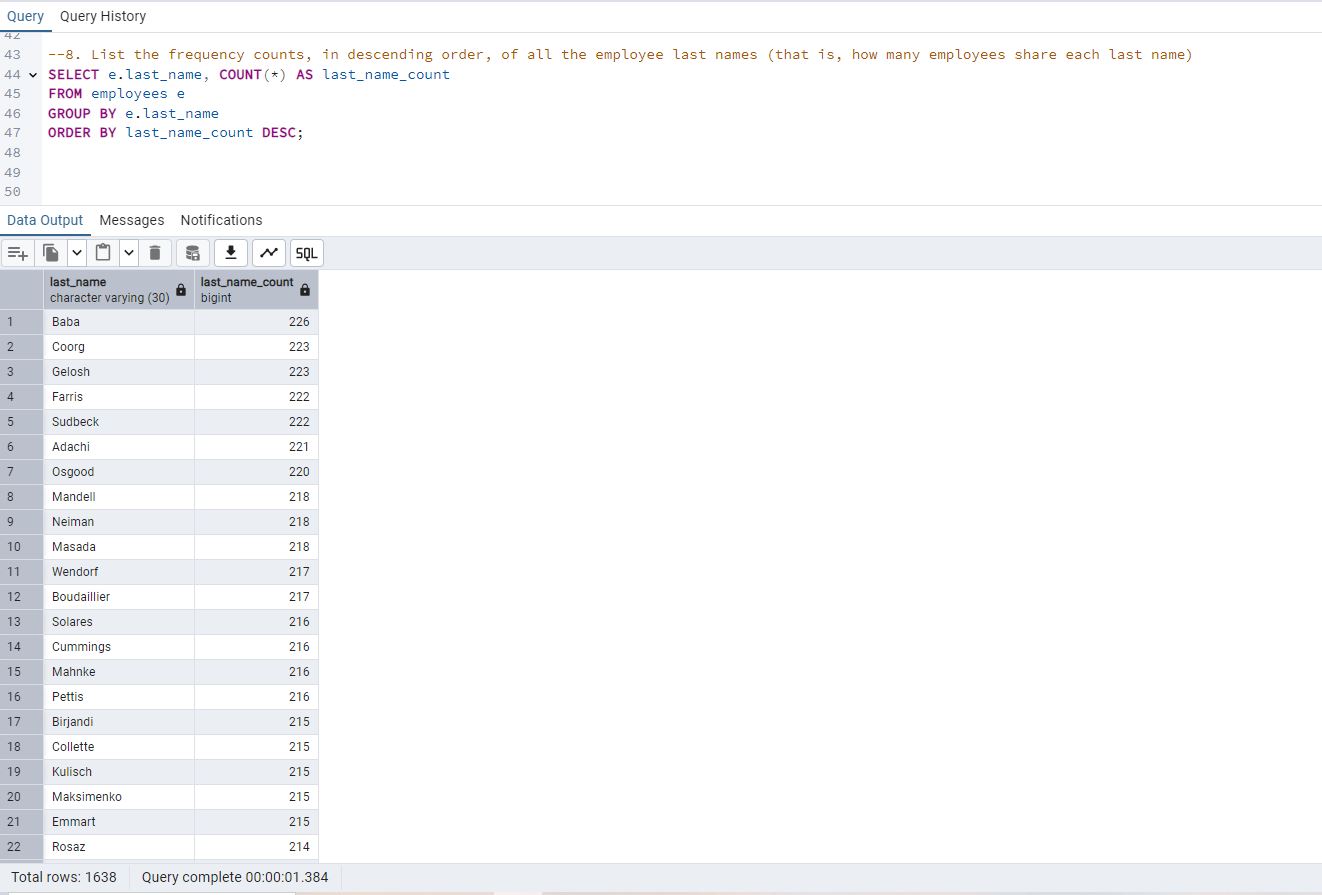 Query Query History
42
43 --8. List the frequency counts, in descending order, of all the employee last names (that is, how many employees share each last name)
44 SELECT e.last_name, COUNT(*) AS last_name_count
45 FROM employees e
46 GROUP BY e.last_name
47 ORDER BY last_name_count DESC;
48
49
50
Data Output Messages Notifications
SQL
last_name last_name_count
character varying (30) bigint
1 Baba 226
2 Coorg 223
3 Gelosh 223
4 Farris 222
5 Sudbeck 222
6 Adachi 221
7 Osgood 220
8 Mandell 218
9 Neiman 218
10 Masada 218
11 Wendorf 217
12 Boudaillier 217
13 Solares 216
14 Cummings 216
15 Mahnke 216
16 Pettis 216
17 Birjandi 215
18 Collette 215
19 Kulisch 215
20 Maksimenko 215
21 Emmart 215
22 Rosaz 214
Total rows: 1638 Query complete 00:00:01.384